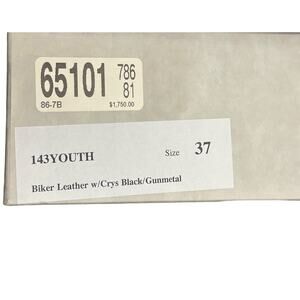 65101 786
81
86-7B $1,750.00
143YOUTH Size 37
Biker Leather w/Crys Black/Gunmetal